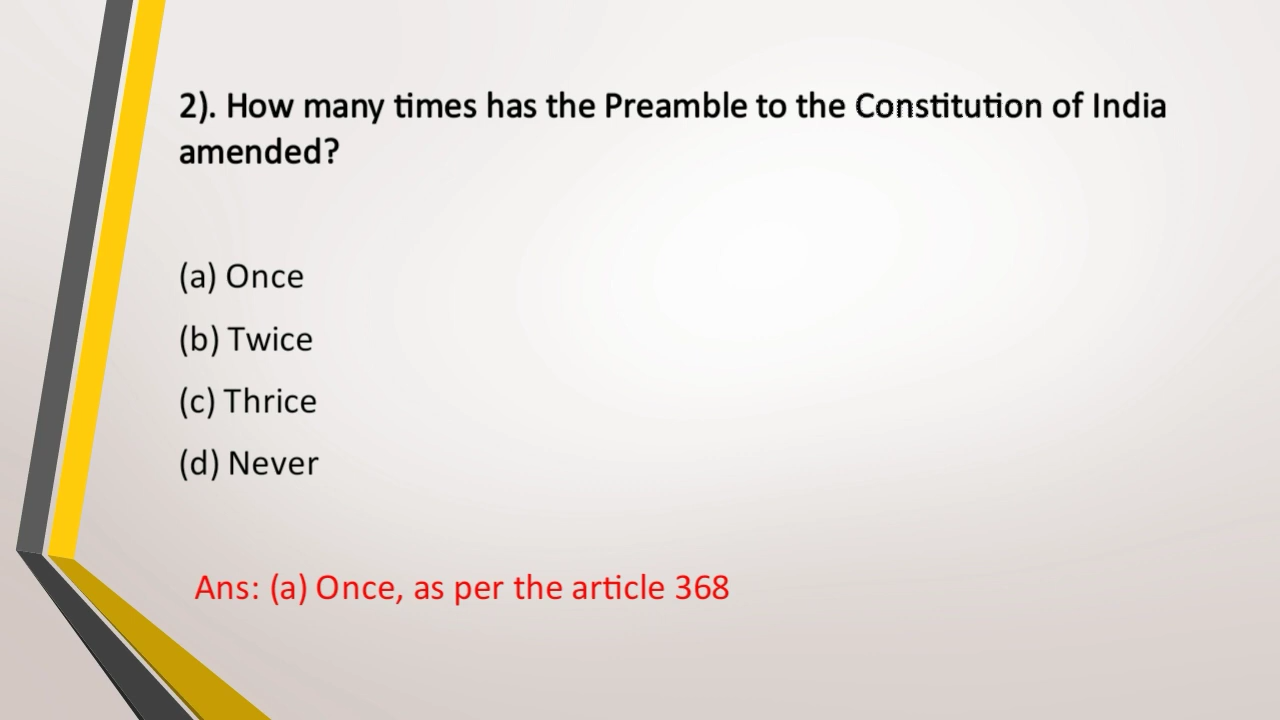 2). How many times has the Preamble to the Constitution of India
amended?
(a) Once
(b) Twice
(c) Thrice
(d) Never
Ans: (a) Once, as per the article 368